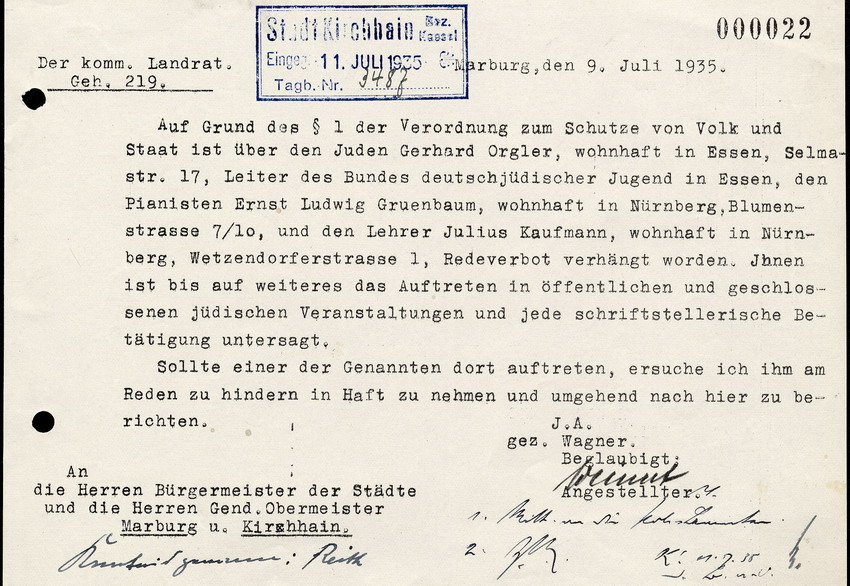 Stadt Kirchhain Bez. Kassel
000022
Eingeg. 11. JULI 1935
Tagb.-Nr. 3487
Der komm. Landrat.
Marburg,den 9. Juli 1935.
Geh. 219.
Auf Grund des § 1 der Verordnung zum Schutze von Volk und
Staat ist über den Juden Gerhard Orgler, wohnhaft in Essen, Selma-
str. 17, Leiter des Bundes deutschjüdischer Jugend in Essen, den
Pianisten Ernst Ludwig Gruenbaum, wohnhaft in Nürnberg,Blumen-
strasse 7/lo, und den Lehrer Julius Kaufmann, wohnhaft in Nürn-
berg, Wetzendorferstrasse 1, Redeverbot verhängt worden. Jhnen
ist bis auf weiteres das Auftreten in öffentlichen und geschlos-
senen jüdischen Veranstaltungen und jede schriftstellerische Be-
tätigung untersagt.
Sollte einer der Genannten dort auftreten, ersuche ich ihm am
Reden zu hindern in Haft zu nehmen und umgehend nach hier zu be-
richten.
J.A.
gez. Wagner.
Beglaubigt:
Angestellter.
An
die Herren Bürgermeister der Städte
und die Herren Gend.Obermeister
Marburg u. Kirchhain.
1.
2.
K. 11.7.35
Kenntnis genommen: Reith